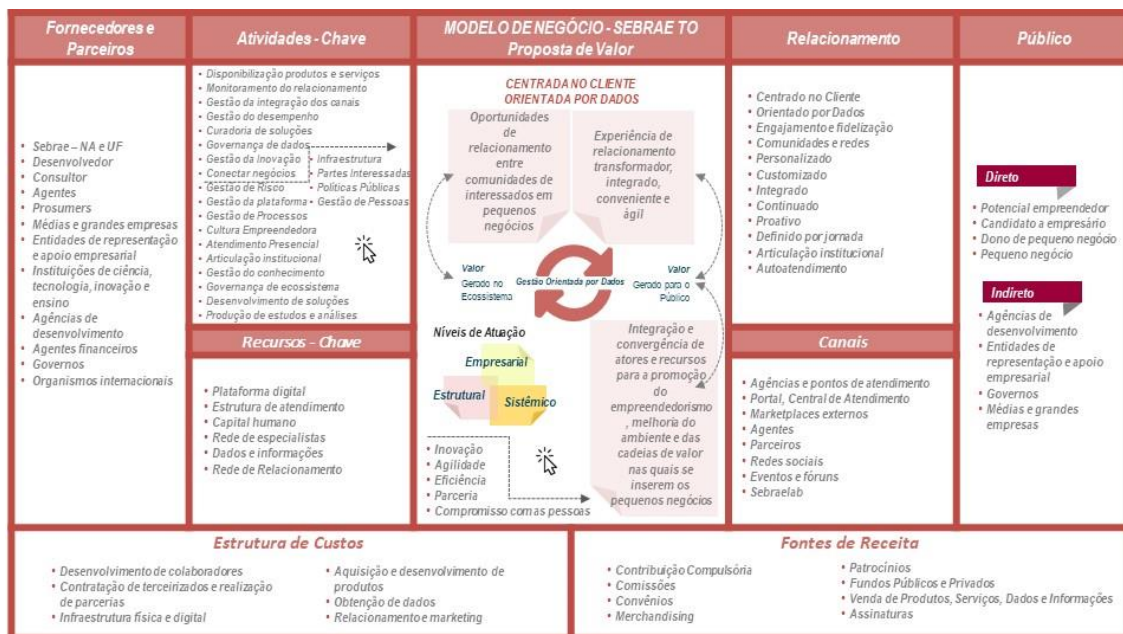 Fornecedores e
Parceiros
Sebrae – NA e UF
Desenvolvedor
Consultor
Agentes
Prosumers
Médias e grandes empresas
Entidades de representação
e apoio empresarial
Instituições de ciência,
tecnologia, inovação e
ensino
Agências de
desenvolvimento
Agentes financeiros
Governos
Organismos internacionais
Atividades - Chave
Disponibilização produtos e serviços
Monitoramento do relacionamento
Gestão da integração dos canais
Gestão do desempenho
Curadoria de soluções
Governança de dados
Gestão da Inovação
Conectar negócios
Gestão de Risco
Gestão da plataforma
Gestão de Processos
Cultura Empreendedora
Atendimento Presencial
Articulação institucional
Gestão do conhecimento
Governança de ecossistema
Desenvolvimento de soluções
Produção de estudos e análises
Infraestrutura
Partes Interessadas
Políticas Públicas
Gestão de Pessoas
Recursos – Chave
Plataforma digital
Estrutura de atendimento
Capital humano
Rede de especialistas
Dados e informações
Rede de Relacionamento
MODELO DE NEGÓCIO - SEBRAE TO
Proposta de Valor
CENTRADA NO CLIENTE
ORIENTADA POR DADOS
Oportunidades
de
relacionamento
entre
comunidades de
interessados em
pequenos
negócios
Experiência de
relacionamento
transformador,
integrado,
conveniente e
ágil
Valor
Gerado no
Ecossistema
Gestão Orientada por Dados
Valor
Gerado para o
Público
Níveis de Atuação
Empresarial
Estrutural
Sistêmico
Inovação
Agilidade
Eficiência
Parceria
Compromisso com as pessoas
Integração e
convergência de
atores e recursos
para a promoção
do
empreendedorismo
, melhoria do
ambiente e das
cadeias de valor
nas quais se
inserem os
pequenos negócios
Relacionamento
Centrado no Cliente
Orientado por Dados
Engajamento e fidelização
Comunidades e redes
Personalizado
Customizado
Integrado
Continuado
Proativo
Definido por jornada
Articulação institucional
Autoatendimento
Canais
Agências e pontos de atendimento
Portal, Central de Atendimento
Marketplaces externos
Agentes
Parceiros
Redes sociais
Eventos e fóruns
Sebraelab
Público
Direto
Potencial empreendedor
Candidato a empresário
Dono de pequeno negócio
Pequeno negócio
Indireto
Agências de
desenvolvimento
Entidades de
representação e apoio
empresarial
Governos
Médias e grandes
empresas
Estrutura de Custos
Desenvolvimento de colaboradores
Contratação de terceirizados e realização
de parcerias
Infraestrutura física e digital
Aquisição e desenvolvimento de
produtos
Obtenção de dados
Relacionamento e marketing
Fontes de Receita
Contribuição Compulsória
Comissões
Convênios
Merchandising
Patrocínios
Fundos Públicos e Privados
Venda de Produtos, Serviços, Dados e Informações
Assinaturas